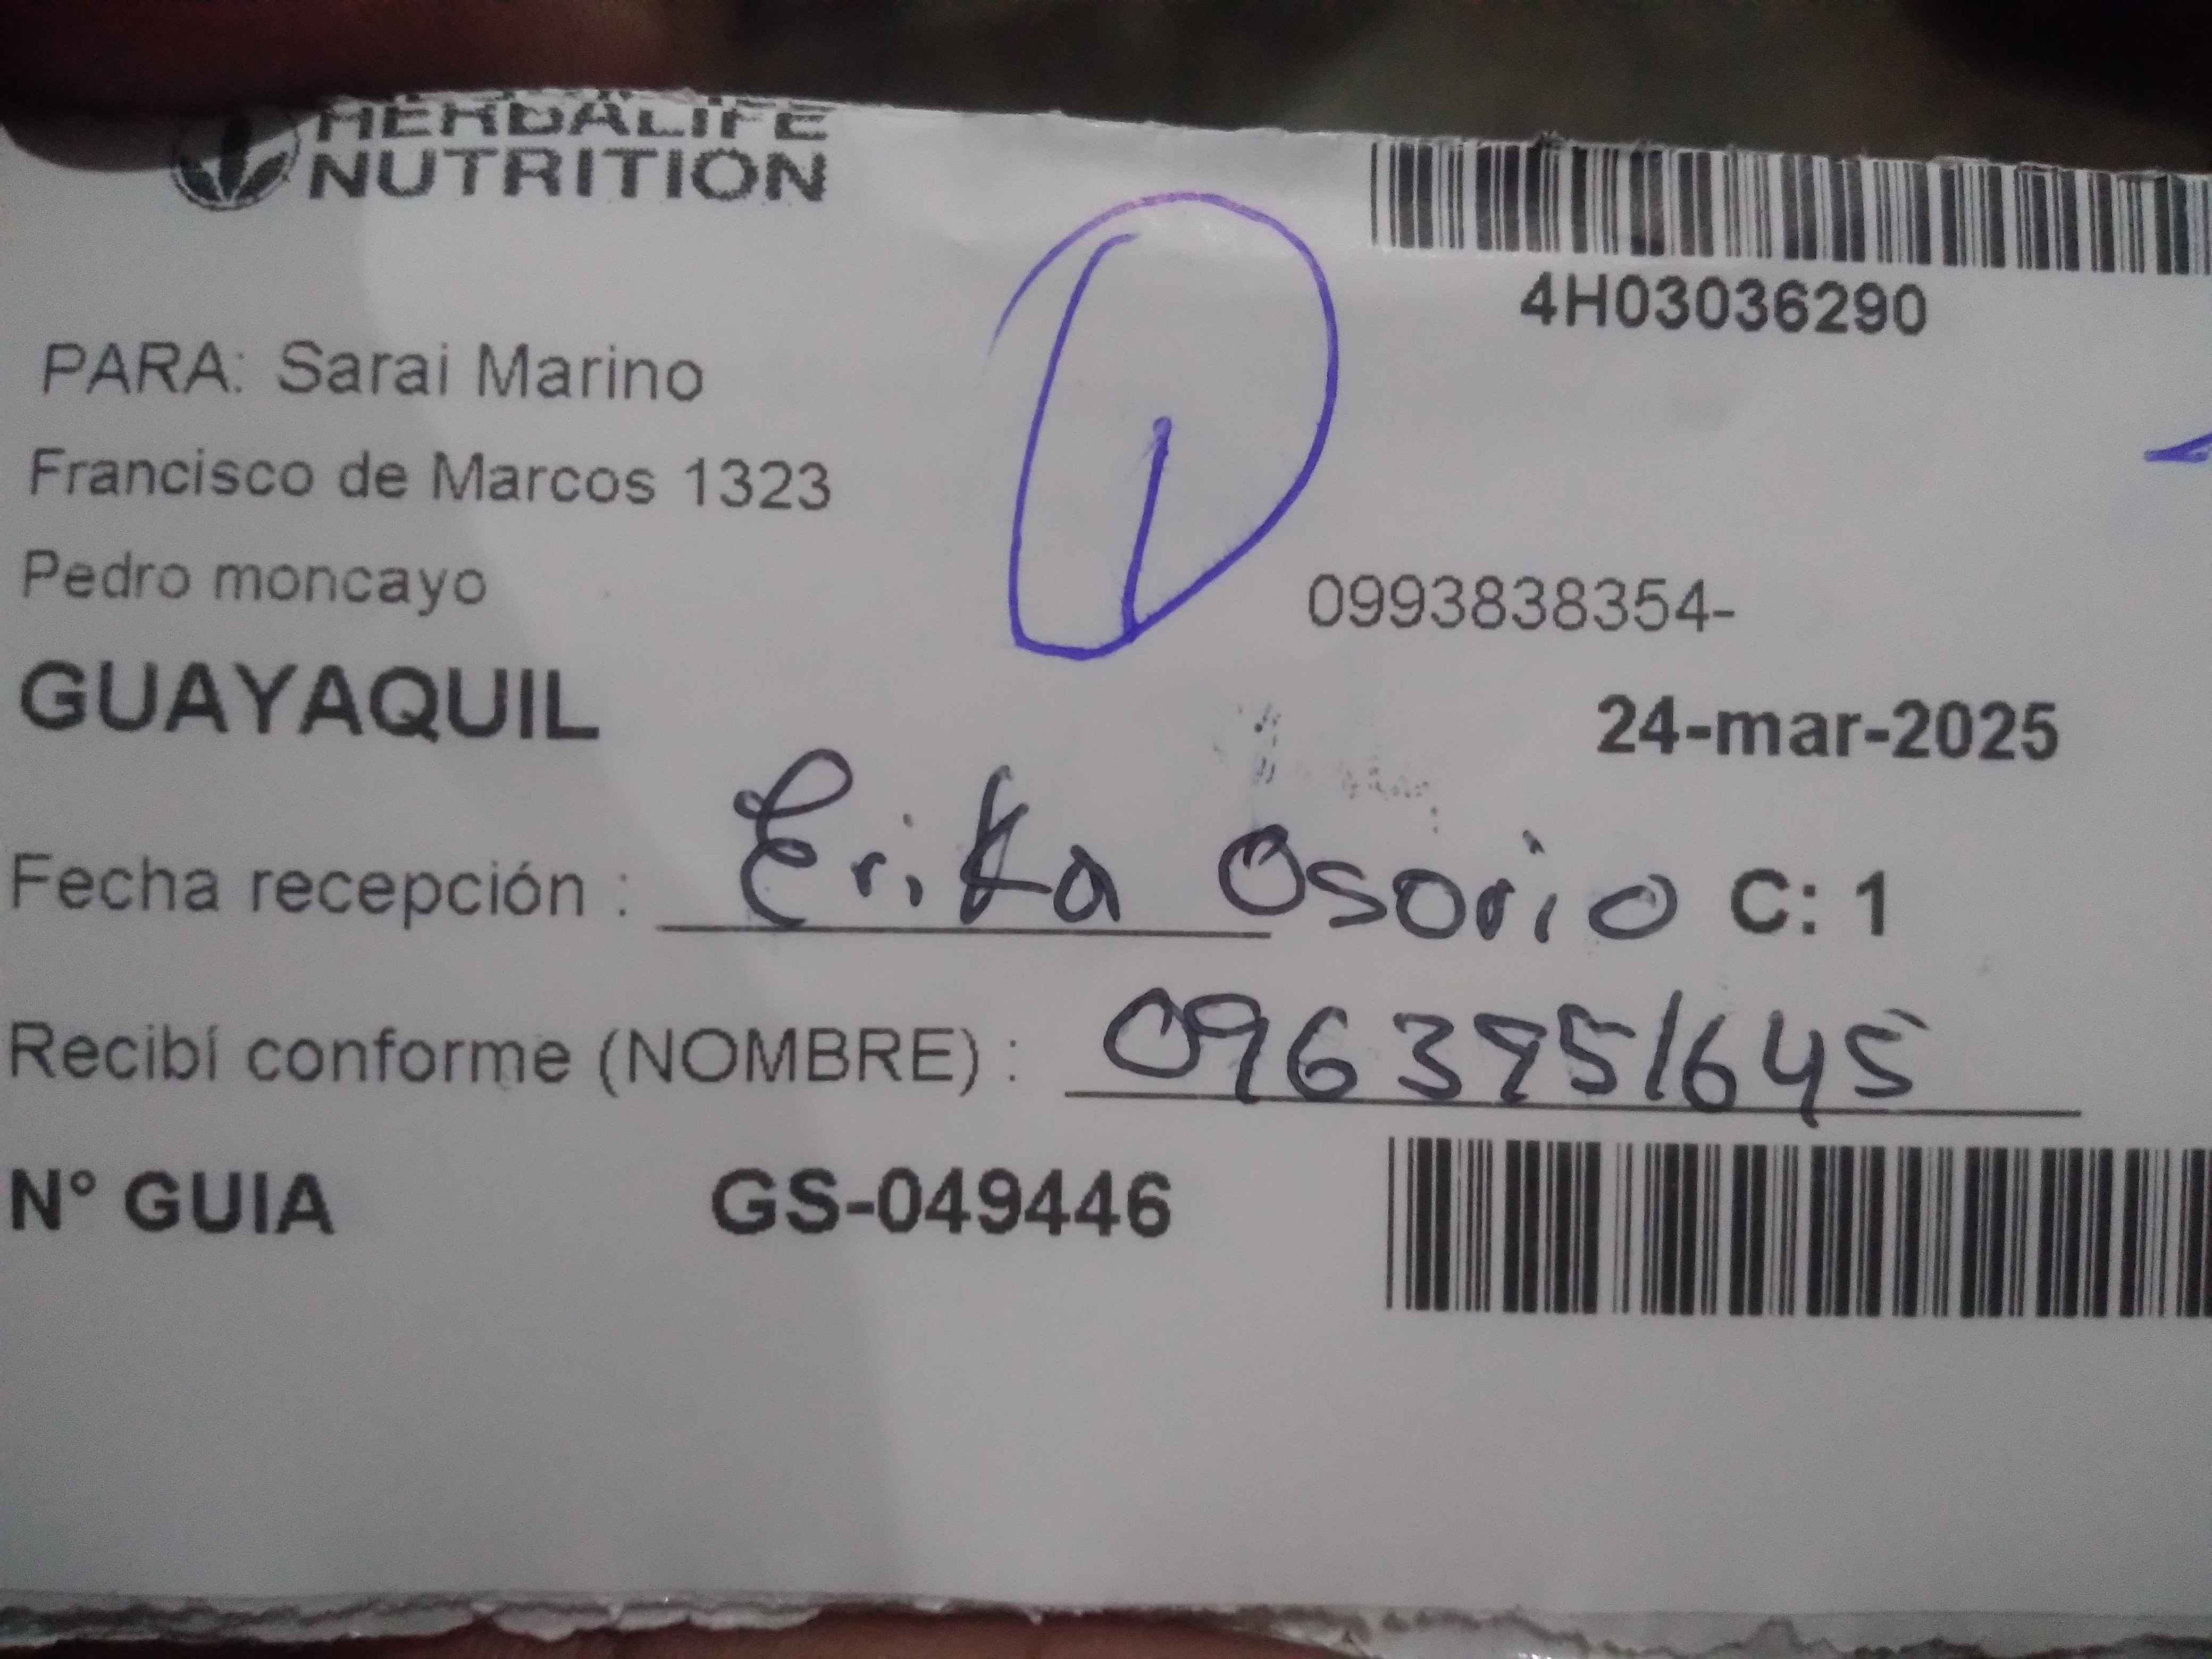 HERBALIFE
NUTRITION
4H03036290
PARA: Sarai Marino
Francisco de Marcos 1323
Pedro moncayo
0993838354-
GUAYAQUIL
24-mar-2025
Fecha recepción : Erika Osorio C: 1
Recibí conforme (NOMBRE) : 0963951645
N° GUIA GS-049446